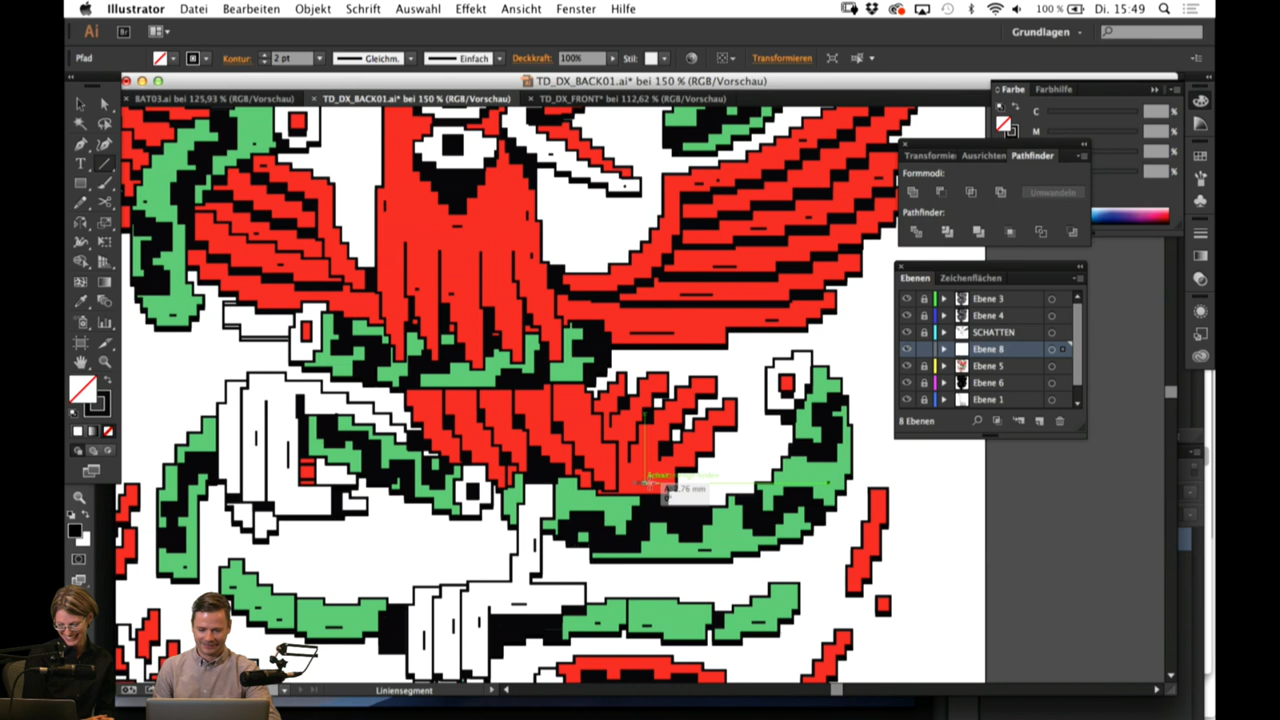 Illustrator Datei Bearbeiten Objekt Schrift Auswahl Effekt Ansicht Fenster Hilfe 100 % Di. 15:49
Ai Br Grundlagen
Pfad Kontur: 2 pt Gleichm. Einfach Deckkraft: 100% Stil: Transformieren
TD_DX_BACK01.ai* bei 150 % (RGB/Vorschau)
BAT03.ai bei 125,93 % (RGB/Vorschau) TD_DX_BACK01.ai* bei 150 % (RGB/Vorschau) TD_DX_FRONT* bei 112,62 % (RGB/Vorschau)
Farbe Farbhilfe
C
M
Transformie Ausrichten Pathfinder
Formmodi:
Umwandeln
Pathfinder:
Ebenen Zeichenflächen
Ebene 3
Ebene 4
SCHATTEN
Ebene 8
Ebene 5
Ebene 6
Ebene 1
8 Ebenen
Liniensegment